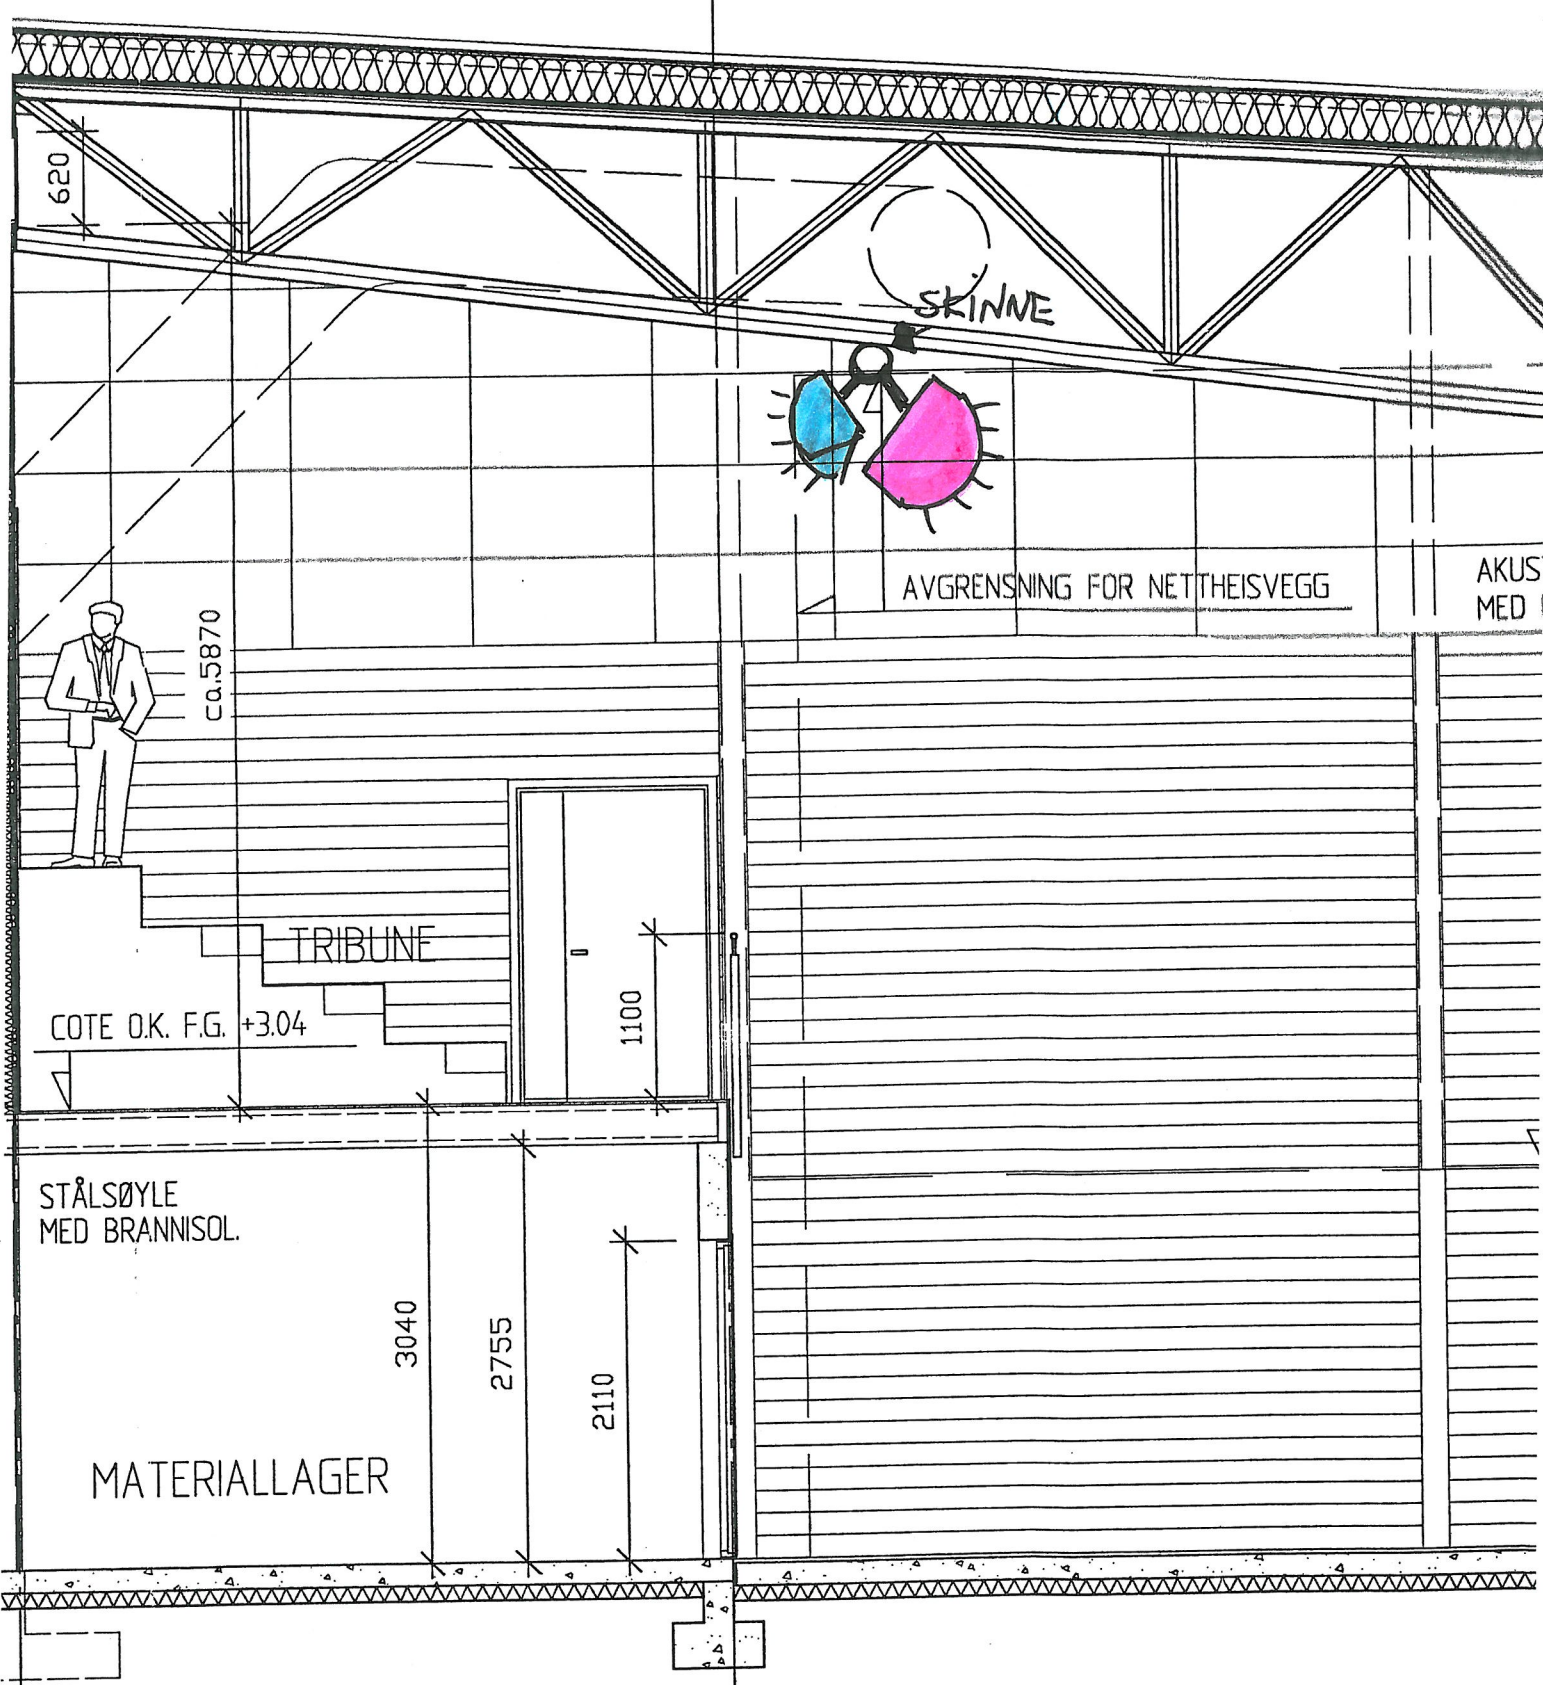 620
SKINNE
AVGRENSNING FOR NETTHEISVEGG
AKUS
MED
ca.5870
TRIBUNE
COTE O.K. F.G. +3.04
1100
STÅLSØYLE
MED BRANNISOL.
3040
2755
2110
MATERIALLAGER